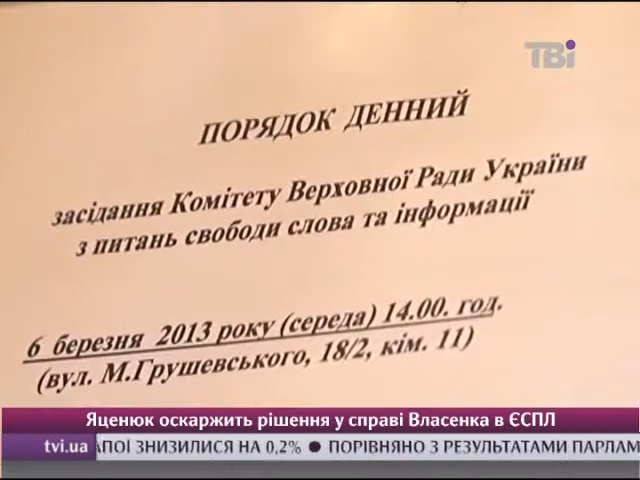 ТВі
ПОРЯДОК ДЕННИЙ
засідання Комітету Верховної Ради України
з питань свободи слова та інформації
6 березня 2013 року (середа) 14.00. год.
(вул. М.Грушевського, 18/2, кім. 11)
Яценюк оскаржить рішення у справі Власенка в ЄСПЛ
tvi.ua
ЗНИЗИЛИСЯ НА 0,2% ● ПОРІВНЯНО З РЕЗУЛЬТАТАМИ